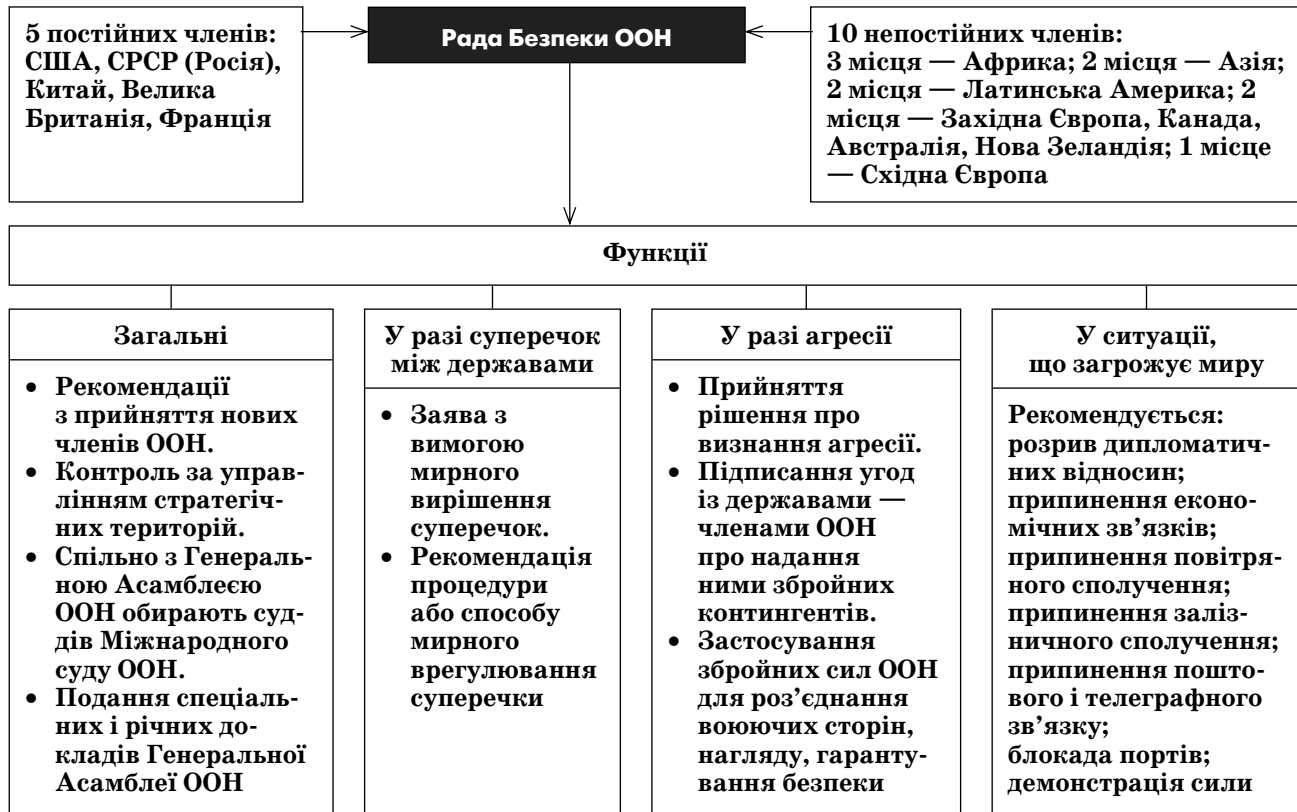 5 постійних членів:
США, СРСР (Росія),
Китай, Велика
Британія, Франція
Рада Безпеки ООН
10 непостійних членів:
3 місця — Африка; 2 місця — Азія;
2 місця — Латинська Америка; 2
місця — Західна Європа, Канада,
Австралія, Нова Зеландія; 1 місце
— Східна Європа
Функції
Загальні
• Рекомендації
з прийняття нових
членів ООН.
• Контроль за управ-
лінням стратегіч-
них територій.
• Спільно з Генераль-
ною Асамблеєю
ООН обирають суд-
дів Міжнародного
суду ООН.
• Подання спеціаль-
них і річних до-
кладів Генеральної
Асамблеї ООН
У разі суперечок
між державами
• Заява з
вимогою
мирного
вирішення
суперечок.
• Рекомендація
процедури
або способу
мирного
врегулювання
суперечки
У разі агресії
• Прийняття
рішення про
визнання агресії.
• Підписання угод
із державами —
членами ООН
про надання
ними збройних
контингентів.
• Застосування
збройних сил ООН
для роз’єднання
воюючих сторін,
нагляду, гаранту-
вання безпеки
У ситуації,
що загрожує миру
Рекомендується:
розрив дипломатич-
них відносин;
припинення еконо-
мічних зв’язків;
припинення повітря-
ного сполучення;
припинення заліз-
ничного сполучення;
припинення пошто-
вого і телеграфного
зв’язку;
блокада портів;
демонстрація сили